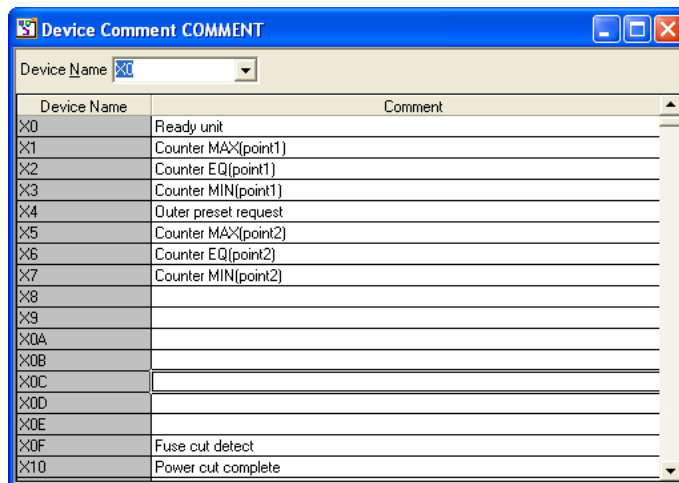 Device Comment COMMENT
Device Name X0
Device Name Comment
X0 Ready unit
X1 Counter MAX(point1)
X2 Counter EQ(point1)
X3 Counter MIN(point1)
X4 Outer preset request
X5 Counter MAX(point2)
X6 Counter EQ(point2)
X7 Counter MIN(point2)
X8
X9
X0A
X0B
X0C
X0D
X0E
X0F Fuse cut detect
X10 Power cut complete